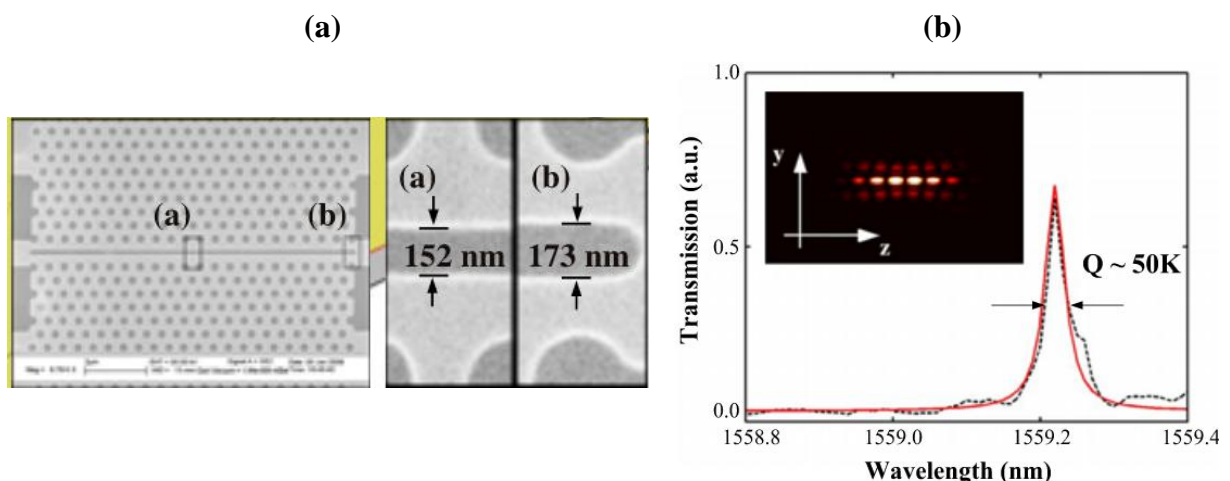 (a)
(b)
(a)
(b)
(a)
(b)
152 nm
173 nm
1.0
0.5
0.0
Transmission (a.u.)
y
z
Q ~ 50K
1558.8
1559.0
1559.2
1559.4
Wavelength (nm)